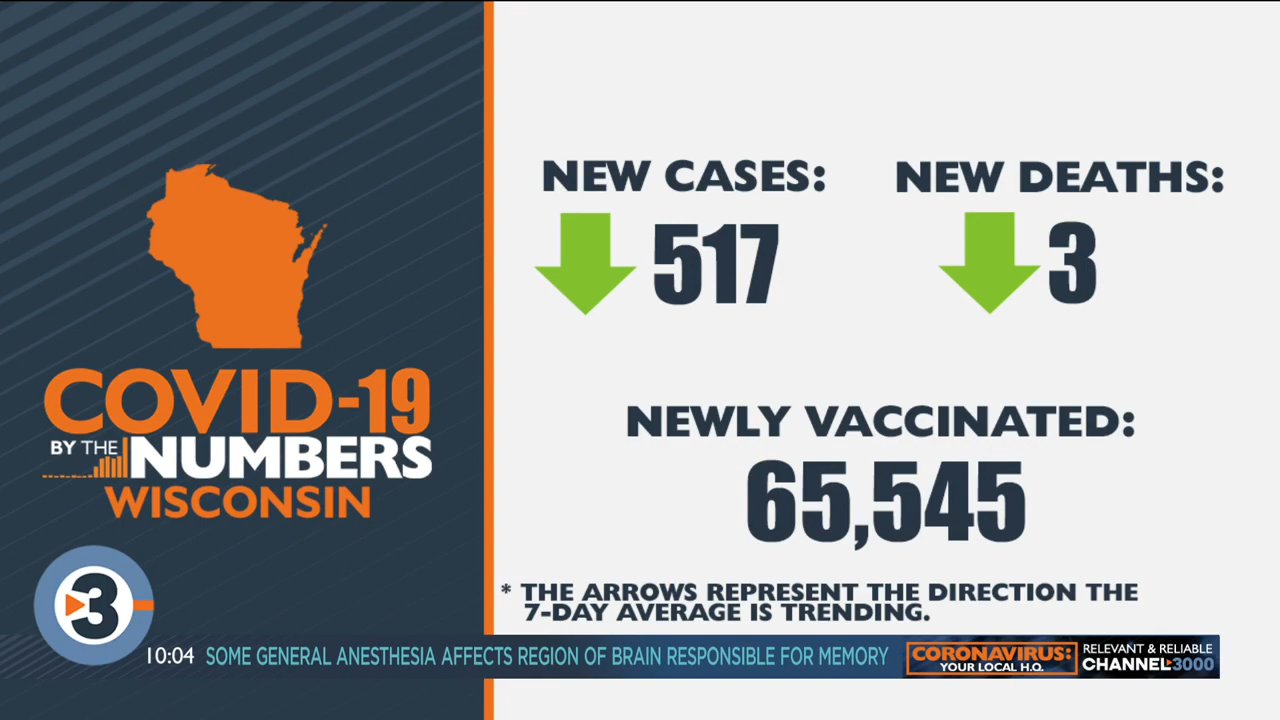 COVID-19
BY THE NUMBERS
WISCONSIN
NEW CASES:
517
NEW DEATHS:
3
NEWLY VACCINATED:
65,545
* THE ARROWS REPRESENT THE DIRECTION THE
7-DAY AVERAGE IS TRENDING.
3
10:04 SOME GENERAL ANESTHESIA AFFECTS REGION OF BRAIN RESPONSIBLE FOR MEMORY
CORONAVIRUS:
YOUR LOCAL H.Q.
RELEVANT & RELIABLE
CHANNEL3000